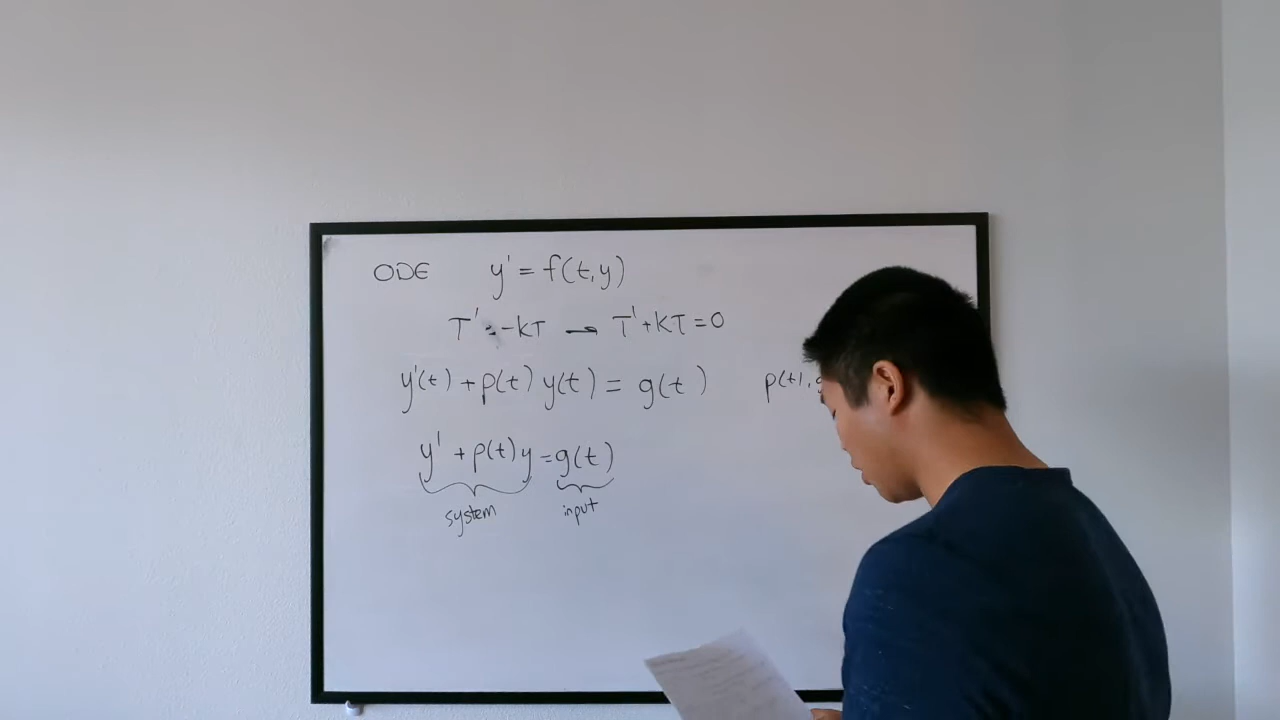 ODE y' = f(t,y)
T' = -kT → T' + kT = 0
y'(t) + p(t) y(t) = g(t) p(t), g
y' + p(t) y = g(t)
system input